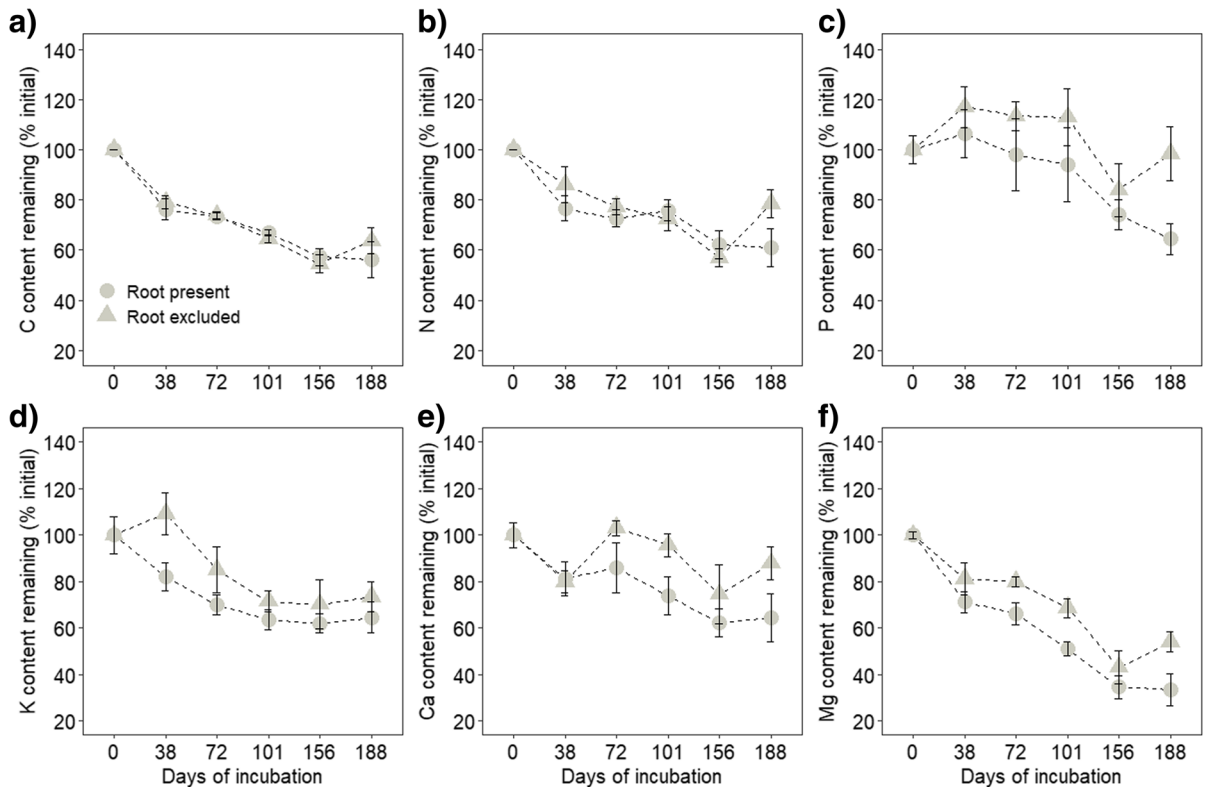 a)
C content remaining (% initial)
140
120
100
80
60
40
20
Root present
Root excluded
0 38 72 101 156 188
b)
N content remaining (% initial)
140
120
100
80
60
40
20
0 38 72 101 156 188
c)
P content remaining (% initial)
140
120
100
80
60
40
20
0 38 72 101 156 188
d)
K content remaining (% initial)
140
120
100
80
60
40
20
0 38 72 101 156 188
Days of incubation
e)
Ca content remaining (% initial)
140
120
100
80
60
40
20
0 38 72 101 156 188
Days of incubation
f)
Mg content remaining (% initial)
140
120
100
80
60
40
20
0 38 72 101 156 188
Days of incubation